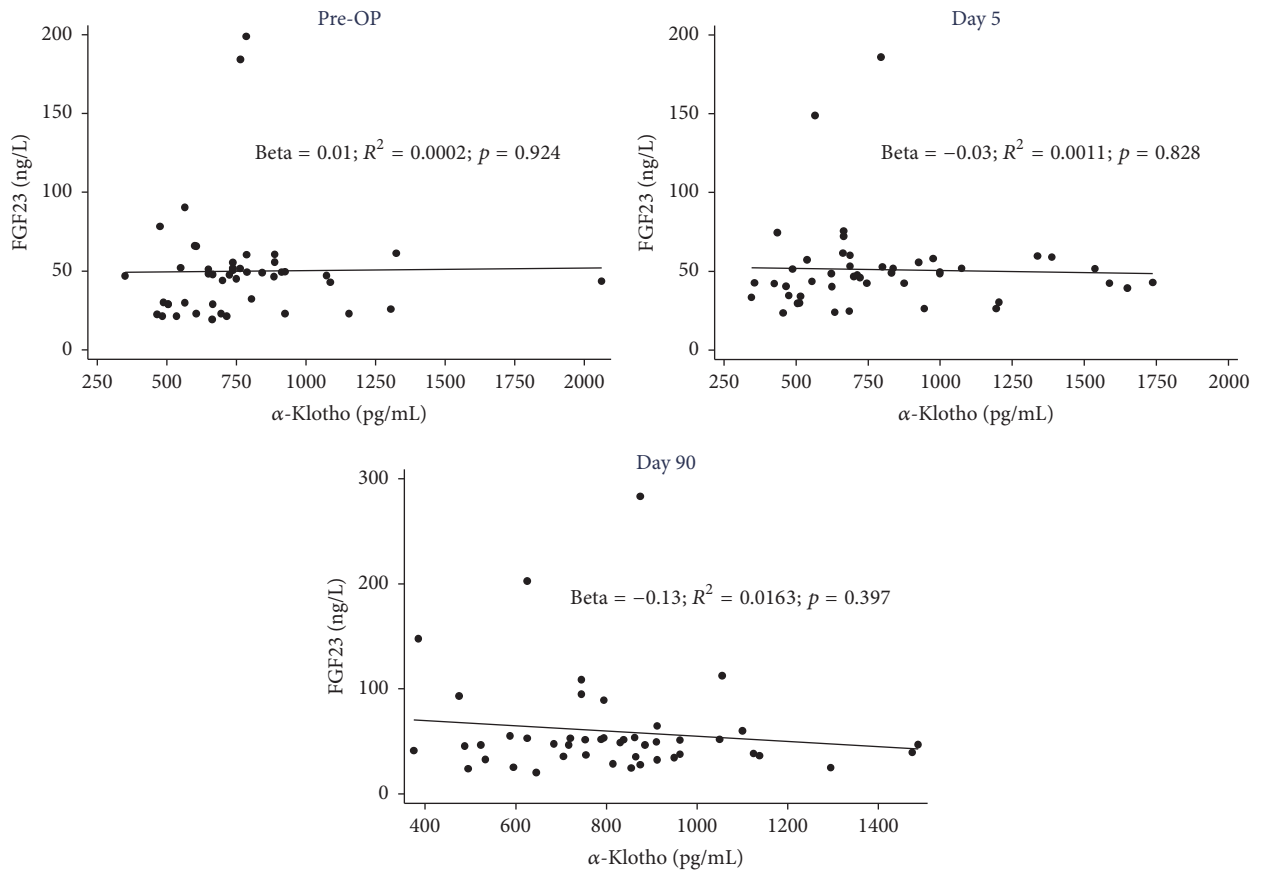 Pre-OP
200
150
100
50
0
FGF23 (ng/L)
Beta = 0.01; R² = 0.0002; p = 0.924
250 500 750 1000 1250 1500 1750 2000
α-Klotho (pg/mL)
Day 5
200
150
100
50
0
FGF23 (ng/L)
Beta = −0.03; R² = 0.0011; p = 0.828
250 500 750 1000 1250 1500 1750 2000
α-Klotho (pg/mL)
Day 90
300
200
100
0
FGF23 (ng/L)
Beta = −0.13; R² = 0.0163; p = 0.397
400 600 800 1000 1200 1400
α-Klotho (pg/mL)